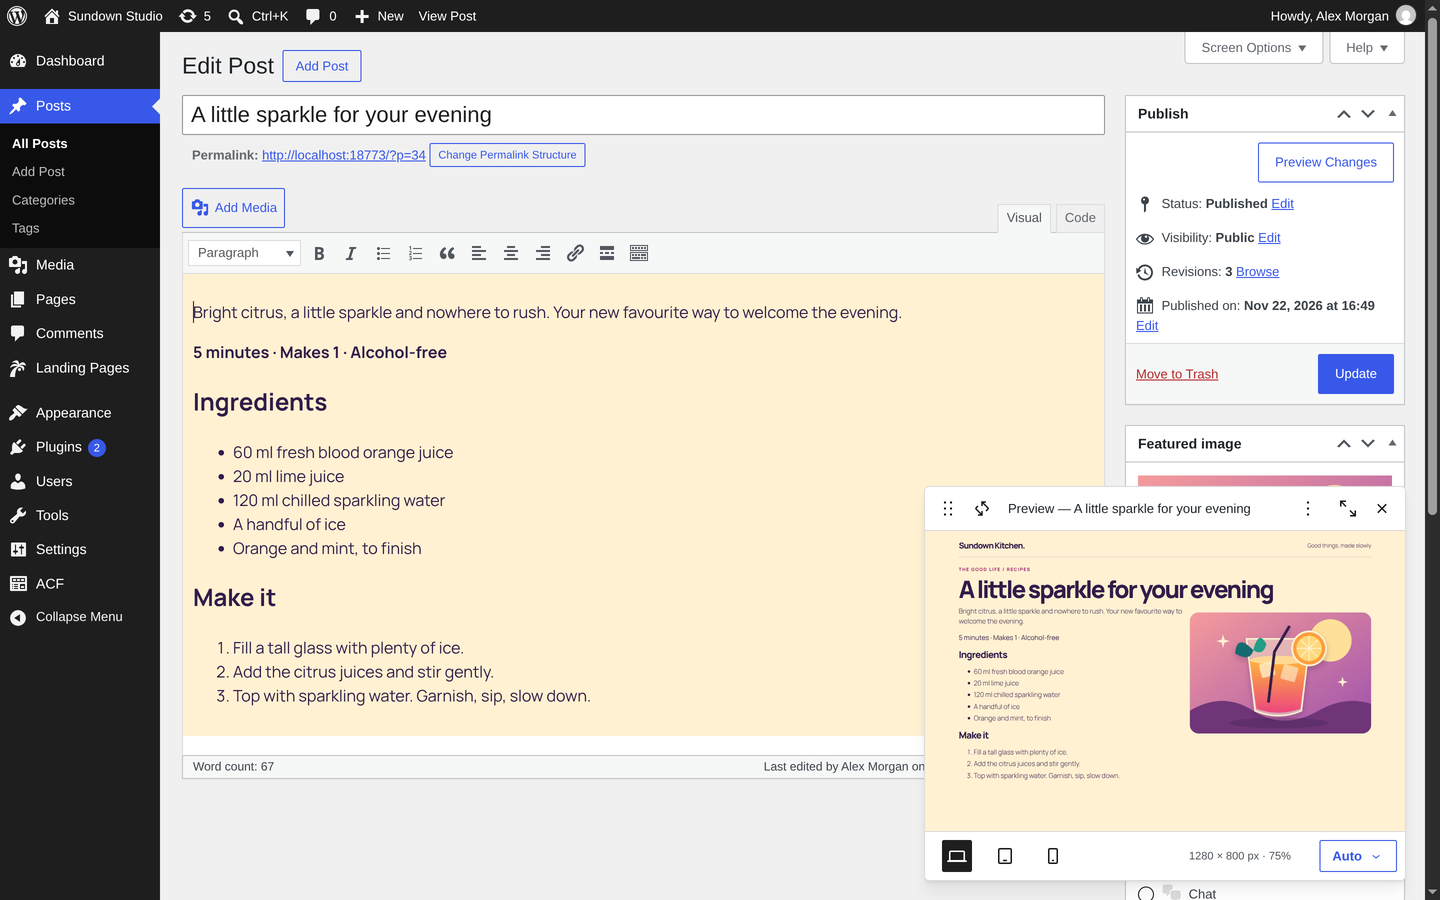 Sundown Studio
5
Ctrl+K
0
New
View Post
Howdy, Alex Morgan
Dashboard
Posts
All Posts
Add Post
Categories
Tags
Media
Pages
Comments
Landing Pages
Appearance
Plugins 2
Users
Tools
Settings
ACF
Collapse Menu
Screen Options
Help
Edit Post
Add Post
A little sparkle for your evening
Permalink: http://localhost:18773/?p=34 Change Permalink Structure
Add Media
Visual
Code
Paragraph
Bright citrus, a little sparkle and nowhere to rush. Your new favourite way to welcome the evening.
5 minutes · Makes 1 · Alcohol-free
Ingredients
60 ml fresh blood orange juice
20 ml lime juice
120 ml chilled sparkling water
A handful of ice
Orange and mint, to finish
Make it
1. Fill a tall glass with plenty of ice.
2. Add the citrus juices and stir gently.
3. Top with sparkling water. Garnish, sip, slow down.
Word count: 67
Last edited by Alex Morgan on
Publish
Preview Changes
Status: Published Edit
Visibility: Public Edit
Revisions: 3 Browse
Published on: Nov 22, 2026 at 16:49
Edit
Move to Trash
Update
Featured image
Preview — A little sparkle for your evening
Sundown Kitchen.
Good things, made slowly
THE GOOD LIFE / RECIPES
A little sparkle for your evening
Bright citrus, a little sparkle and nowhere to rush. Your new favourite way to
welcome the evening.
5 minutes · Makes 1 · Alcohol-free
Ingredients
60 ml fresh blood orange juice
20 ml lime juice
120 ml chilled sparkling water
A handful of ice
Orange and mint, to finish
Make it
1. Fill a tall glass with plenty of ice.
2. Add the citrus juices and stir gently.
3. Top with sparkling water. Garnish, sip, slow down.
1280 × 800 px · 75%
Auto
Chat